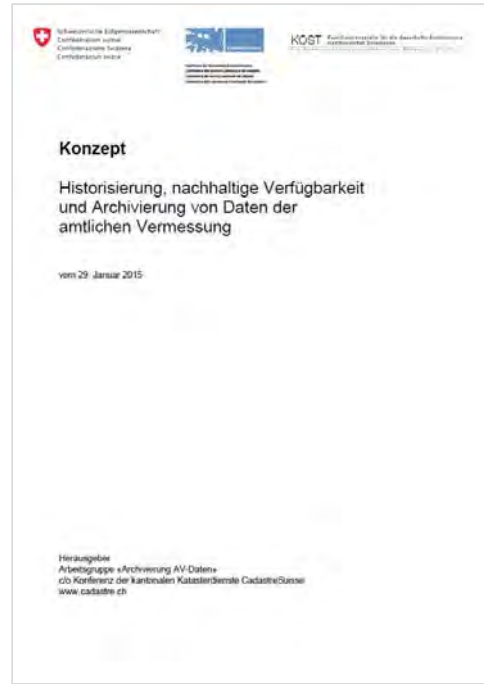 Schweizerische Eidgenossenschaft
Confédération suisse
Confederazione Svizzera
Confederaziun svizra
KOST
Konzept
Historisierung, nachhaltige Verfügbarkeit
und Archivierung von Daten der
amtlichen Vermessung
vom 29. Januar 2015
Herausgeber
Arbeitsgruppe «Archivierung AV-Daten»
c/o Konferenz der kantonalen Katasterdienste CadastreSuisse
www.cadastre.ch